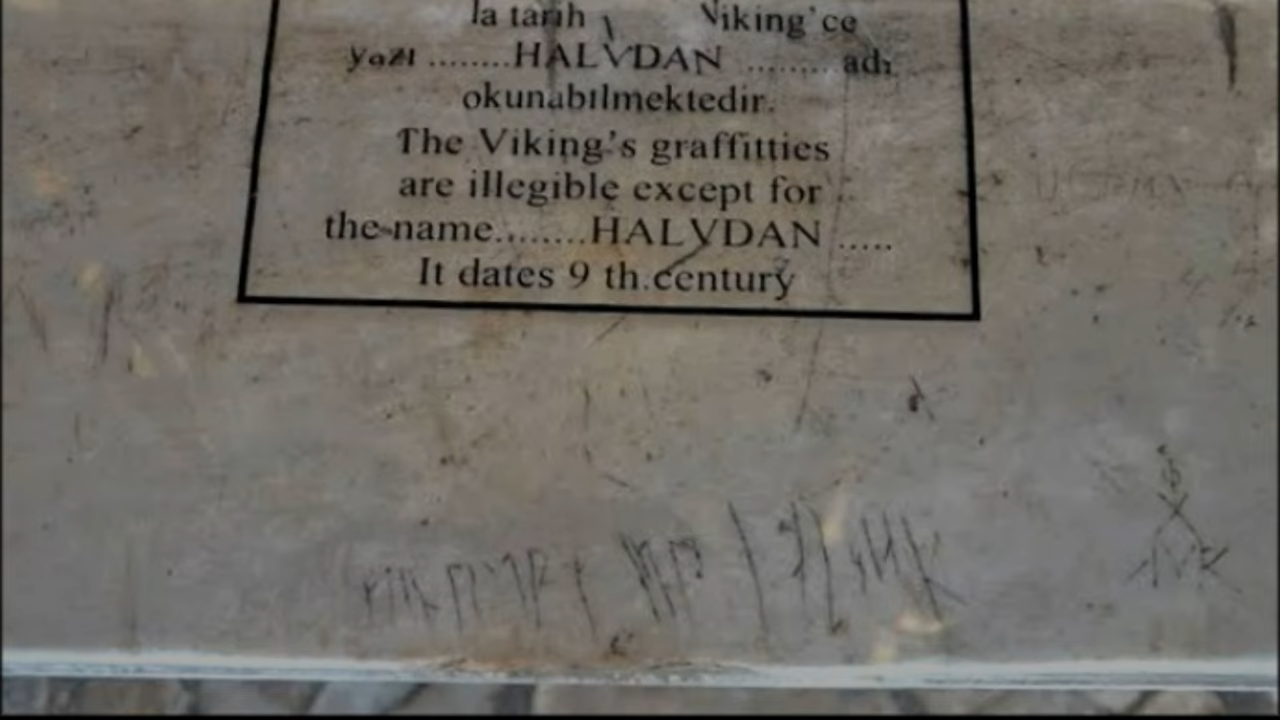 la tarih Viking'ce
yazı ........HALVDAN ......... adı
okunabılmektedir.
The Viking's graffitties
are illegible except for
the name........HALVDAN .....
It dates 9 th.century